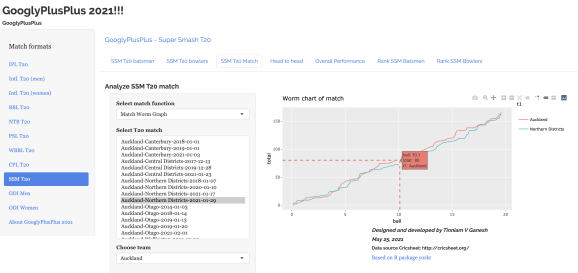 GooglyPlusPlus 2021!!!
GooglyPlusPlus
Match formats
IPL T20
Intl. T20 (men)
Intl. T20 (women)
BBL T20
NTB T20
PSL T20
WBBL T20
CPL T20
SSM T20
ODI Men
ODI Women
About GooglyPlusPlus 2021
GooglyPlusPlus - Super Smash T20
SSM T20 batsman
SSM T20 bowlers
SSM T20 Match
Head to head
Overall Performance
Rank SSM Batsmen
Rank SSM Bowlers
Analyze SSM T20 match
Select match function
Match Worm Graph
Select T20 match
Auckland-Canterbury-2018-01-01
Auckland-Canterbury-2019-01-01
Auckland-Canterbury-2021-01-03
Auckland-Central Districts-2017-12-13
Auckland-Central Districts-2019-12-28
Auckland-Central Districts-2021-01-23
Auckland-Northern Districts-2018-01-07
Auckland-Northern Districts-2020-01-10
Auckland-Northern Districts-2021-01-17
Auckland-Northern Districts-2021-01-29
Auckland-Otago-2014-01-03
Auckland-Otago-2018-01-14
Auckland-Otago-2019-01-13
Auckland-Otago-2019-01-20
Auckland-Otago-2021-02-01
Choose team
Auckland
Worm chart of match
t1
Auckland
Northern Districts
total
150
100
50
0
ball: 10.1
total: 80
t1: Auckland
0
5
10
15
20
ball
Designed and developed by Tinniam V Ganesh
May 25, 2021
Data source Cricsheet: http://cricsheet.org/
Based on R package yorkr